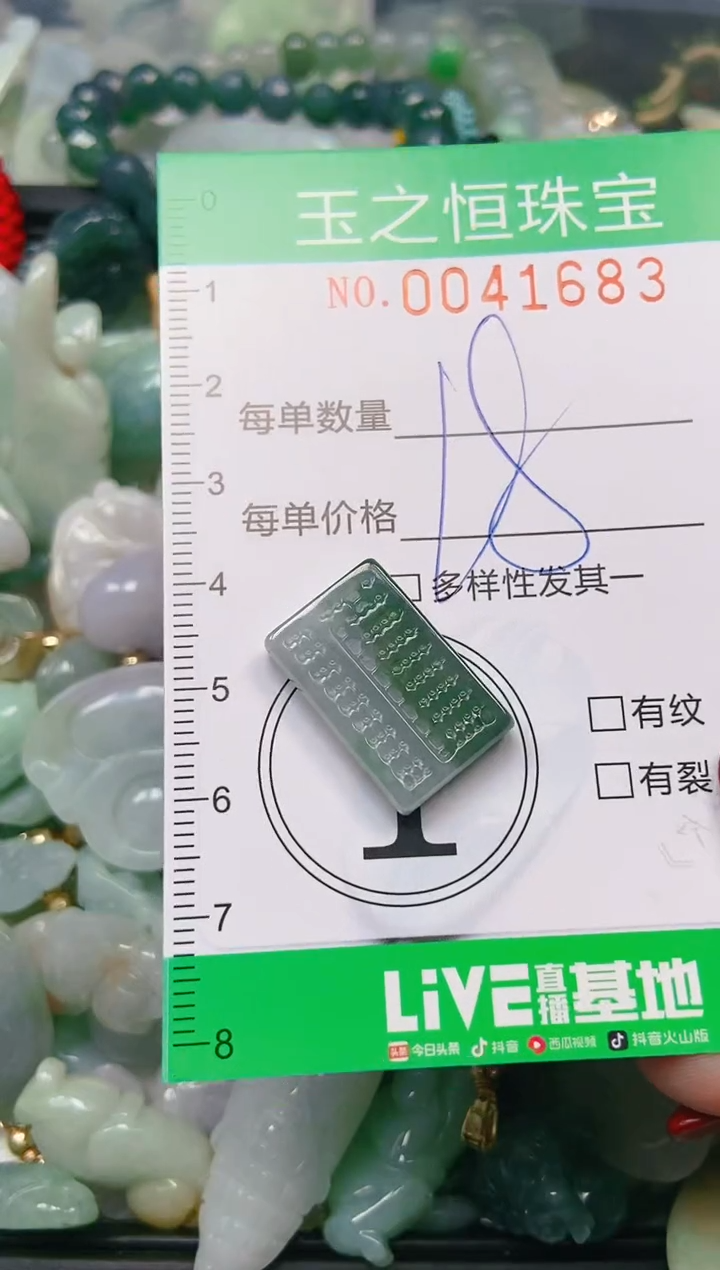 玉之恒珠宝
NO.0041683
每单数量
每单价格
18
多样性发其一
有纹
有裂
0
1
2
3
4
5
6
7
8
LiVE直播基地
头条 今日头条 抖音 西瓜视频 抖音火山版